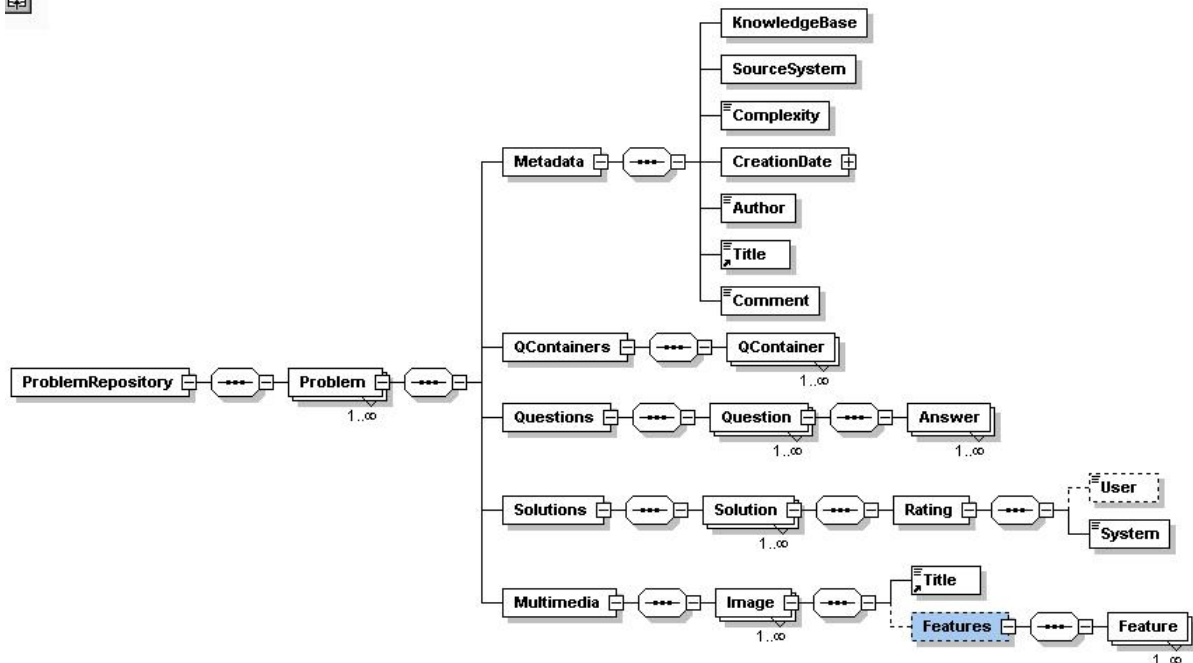 KnowledgeBase
SourceSystem
Complexity
Metadata
CreationDate
Author
Title
Comment
QContainers
QContainer
1..∞
ProblemRepository
Problem
1..∞
Questions
Question
Answer
1..∞
1..∞
Solutions
Solution
Rating
User
System
1..∞
Multimedia
Image
Title
1..∞
Features
Feature
1..∞